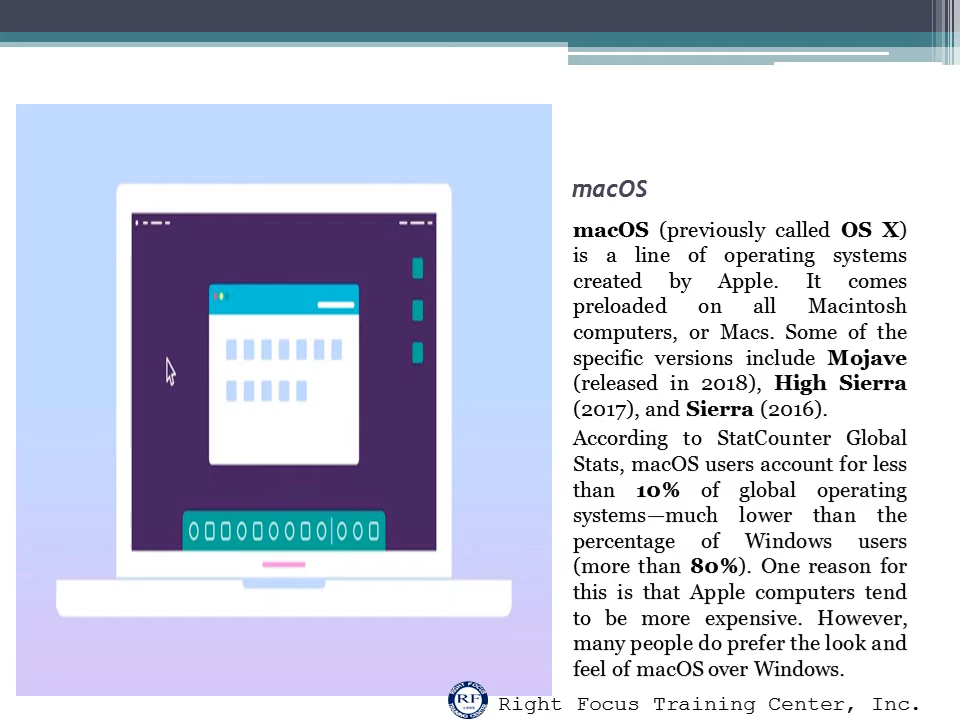 macOS
macOS (previously called OS X)
is a line of operating systems
created by Apple. It comes
preloaded on all Macintosh
computers, or Macs. Some of the
specific versions include Mojave
(released in 2018), High Sierra
(2017), and Sierra (2016).
According to StatCounter Global
Stats, macOS users account for less
than 10% of global operating
systems—much lower than the
percentage of Windows users
(more than 80%). One reason for
this is that Apple computers tend
to be more expensive. However,
many people do prefer the look and
feel of macOS over Windows.
RIGHT FOCUS
RF
TRAINING CENTER
Right Focus Training Center, Inc.